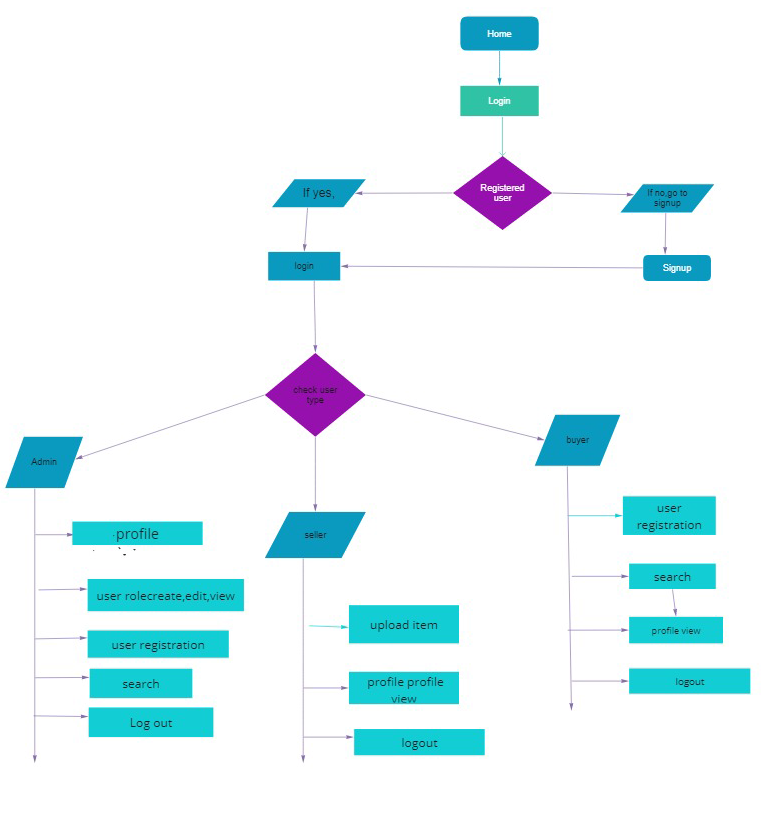 Home
Login
Registered
user
If yes,
If no,go to
signup
login
Signup
check user
type
Admin
profile
user rolecreate,edit,view
user registration
search
Log out
seller
upload item
profile profile
view
logout
buyer
user
registration
search
profile view
logout